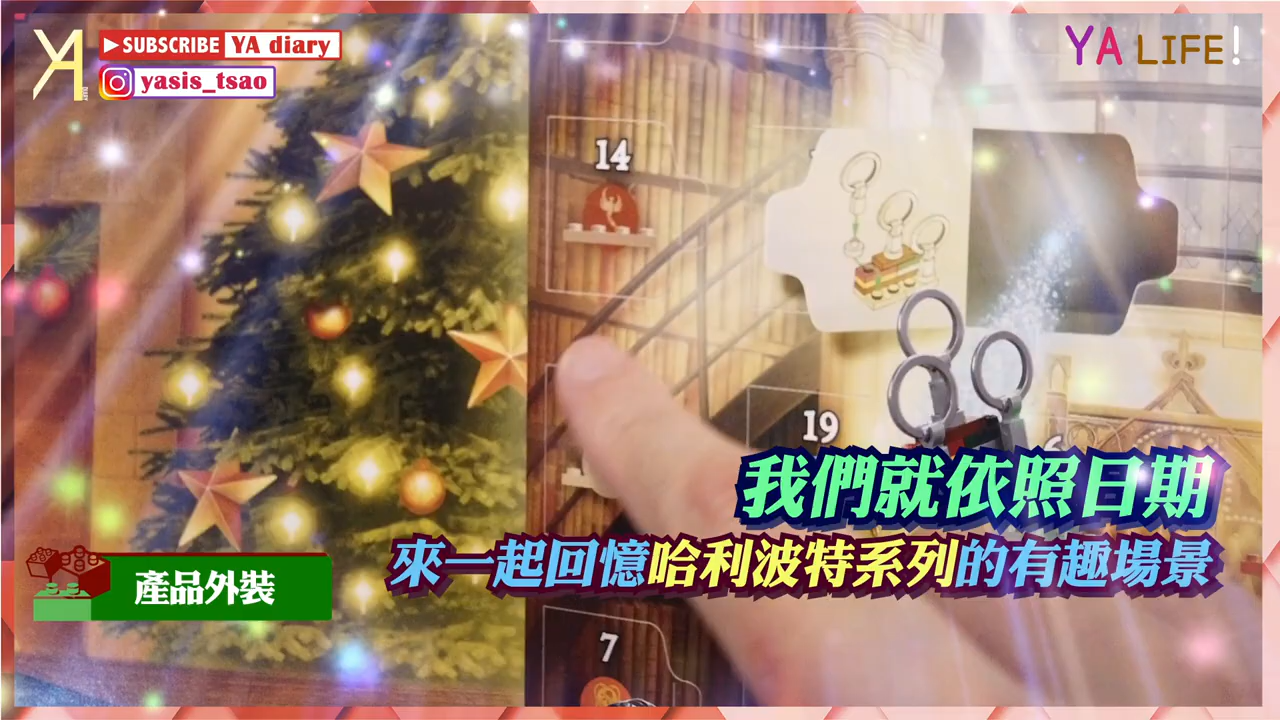 YA
DIARY
SUBSCRIBE YA diary
yasis_tsao
YA LIFE!
14
19
我們就依照日期
來一起回憶哈利波特系列的有趣場景
產品外裝
7